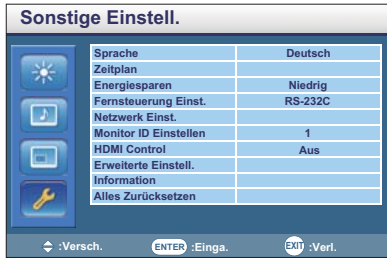 Sonstige Einstell.
Sprache Deutsch
Zeitplan
Energiesparen Niedrig
Fernsteuerung Einst. RS-232C
Netzwerk Einst.
Monitor ID Einstellen 1
HDMI Control Aus
Erweiterte Einstell.
Information
Alles Zurücksetzen
:Versch. ENTER :Einga. EXIT :Verl.